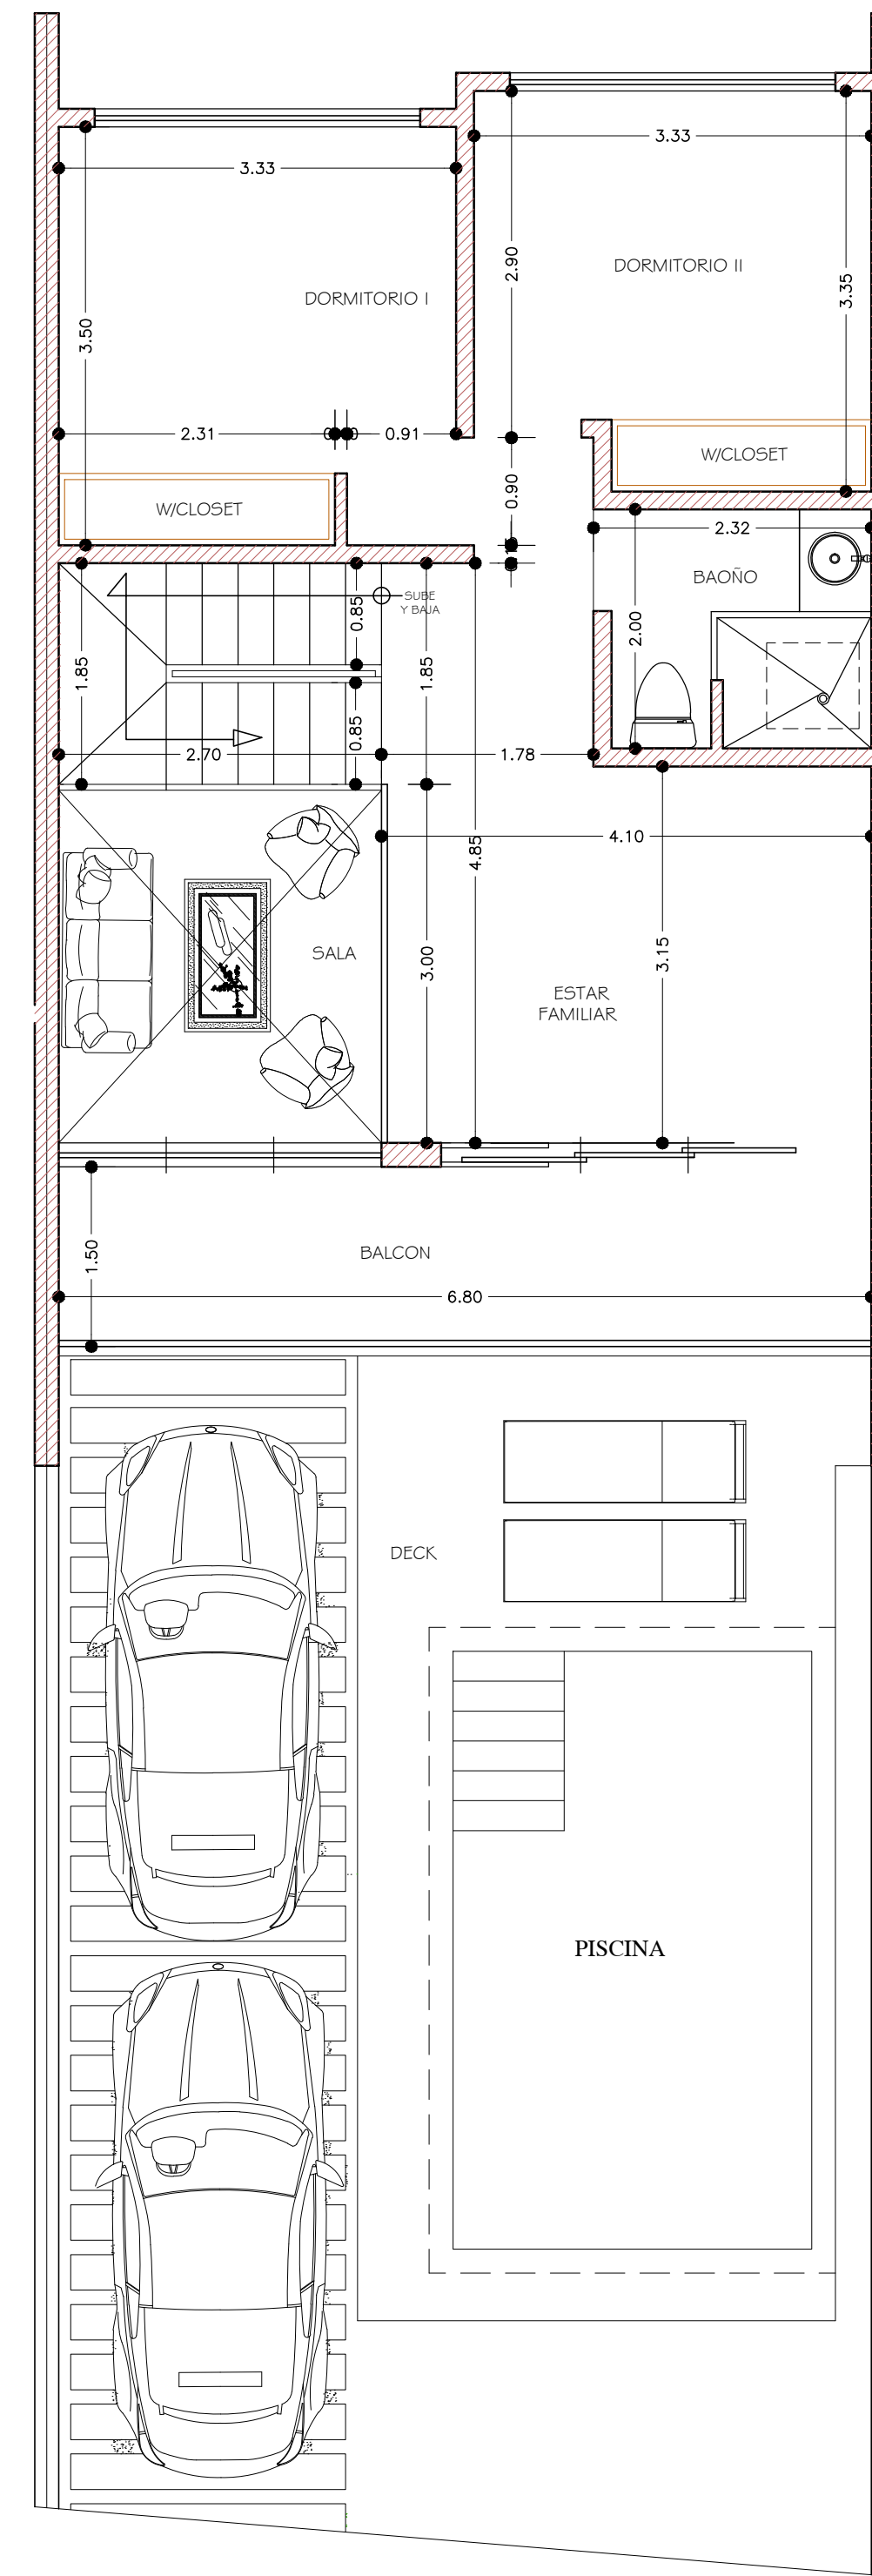 3.33
3.33
2.90
DORMITORIO II
3.35
DORMITORIO I
3.50
2.31
0.91
W/CLOSET
0.90
W/CLOSET
2.32
BAOÑO
SUBE
Y BAJA
0.85
2.00
1.85
1.85
0.85
2.70
1.78
4.10
4.85
SALA
3.00
3.15
ESTAR
FAMILIAR
1.50
BALCON
6.80
DECK
PISCINA